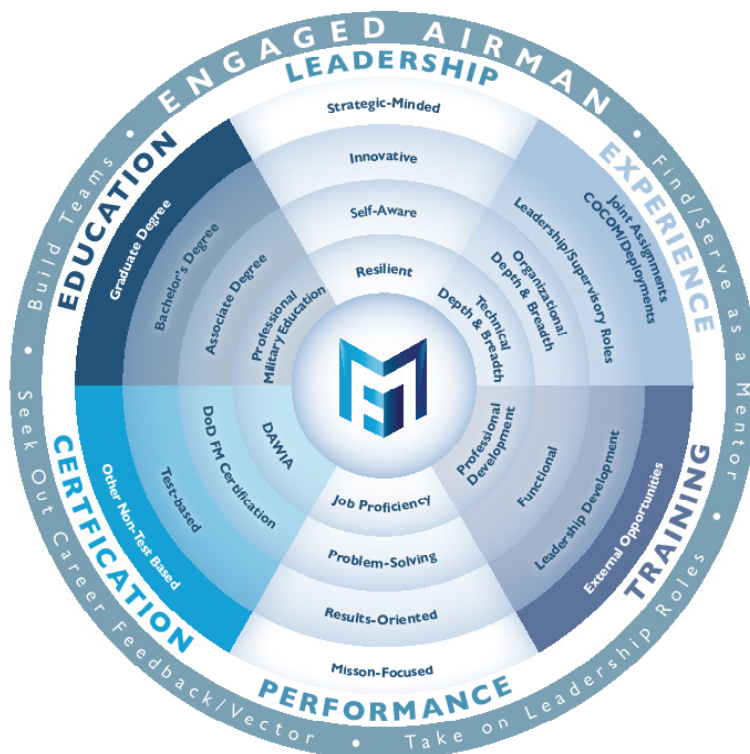 ENGAGED AIRMAN
Find/Serve as a Mentor
Take on Leadership Roles
Seek Out Career Feedback/Vector
Build Teams
LEADERSHIP
Strategic-Minded
Innovative
Self-Aware
Resilient
EXPERIENCE
Joint Assignments
COCOM/Deployments
Leadership/Supervisory Roles
Organizational/
Depth & Breadth
Technical
Depth & Breadth
TRAINING
Professional
Development
Functional
Leadership Development
External Opportunities
PERFORMANCE
Job Proficiency
Problem-Solving
Results-Oriented
Misson-Focused
CERTFICATION
DAWIA
DoD FM Certification
Test-based
Other Non-Test Based
EDUCATION
Graduate Degree
Bachelor's Degree
Associate Degree
Professional
Military Education